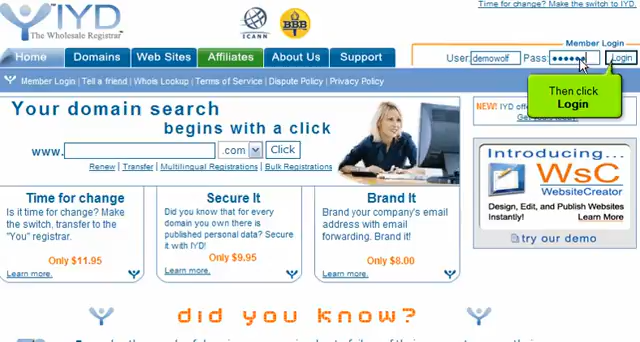 Time for change? Make the switch to IYD.
IYD™
The Wholesale Registrar
ICANN
BBB
Member Login
Home
Domains
Web Sites
Affiliates
About Us
Support
User: demowolf Pass: •••••• Login
Member Login | Tell a friend | Whois Lookup | Terms of Service | Dispute Policy | Privacy Policy
Then click
Login
Your domain search
begins with a click
www. .com Click
Renew | Transfer | Multilingual Registrations | Bulk Registrations
NEW! IYD offe
Introducing...
WsC
WebsiteCreator
Design, Edit, and Publish Websites
Instantly! Learn More
try our demo
Time for change
Is it time for change? Make
the switch, transfer to the
"You" registrar.
Only $11.95
Learn more.
Secure It
Did you know that for every
domain you own there is
published personal data? Secure
it with IYD!
Only $9.95
Learn more.
Brand It
Brand your company's email
address with email
forwarding. Brand it!
Only $8.00
Learn more.
did you know?